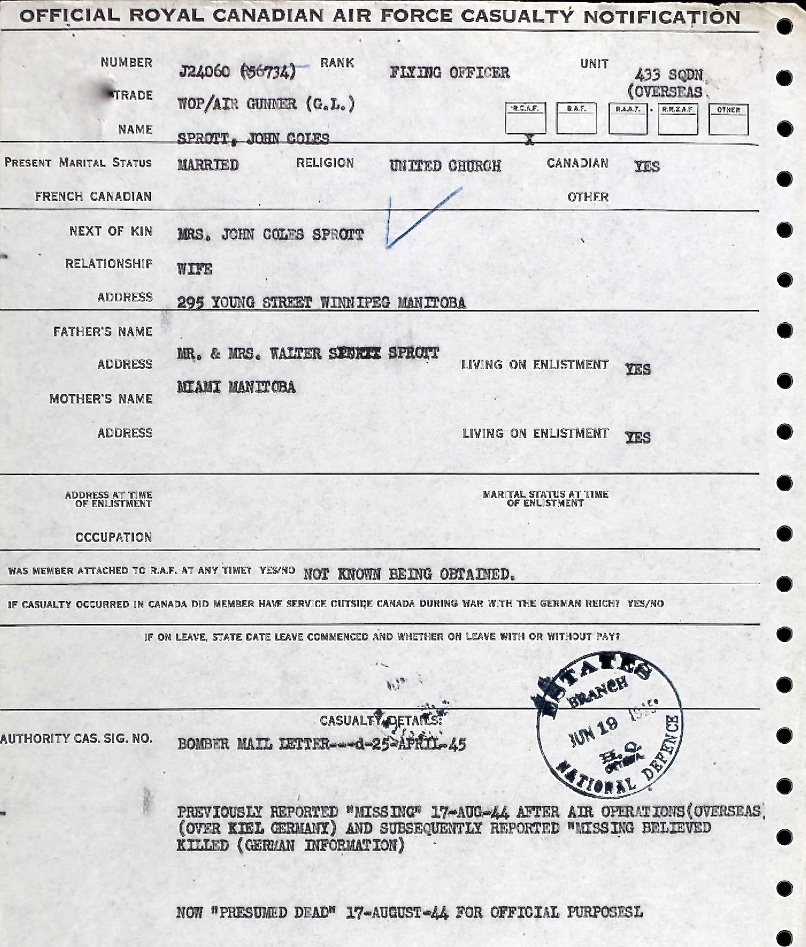 OFFICIAL ROYAL CANADIAN AIR FORCE CASUALTY NOTIFICATION
NUMBER J24060 (56734) RANK FLYING OFFICER UNIT 433 SQDN
(OVERSEAS
TRADE WOP/AIR GUNNER (G.L.)
R.C.A.F. R.A.F. R.A.A.F. R.N.Z.A.F. OTHER
NAME SPROTT, JOHN COLES X
PRESENT MARITAL STATUS MARRIED RELIGION UNITED CHURCH CANADIAN YES
FRENCH CANADIAN OTHER
NEXT OF KIN MRS. JOHN COLES SPROTT
RELATIONSHIP WIFE
ADDRESS 295 YOUNG STREET WINNIPEG MANITOBA
FATHER'S NAME
MR. & MRS. WALTER SPROTT
ADDRESS LIVING ON ENLISTMENT YES
MIAMI MANITOBA
MOTHER'S NAME
ADDRESS LIVING ON ENLISTMENT YES
ADDRESS AT TIME OF ENLISTMENT MARITAL STATUS AT TIME OF ENLISTMENT
OCCUPATION
WAS MEMBER ATTACHED TO R.A.F. AT ANY TIME? YES/NO NOT KNOWN BEING OBTAINED.
IF CASUALTY OCCURRED IN CANADA DID MEMBER HAVE SERVICE OUTSIDE CANADA DURING WAR WITH THE GERMAN REICH? YES/NO
IF ON LEAVE, STATE DATE LEAVE COMMENCED AND WHETHER ON LEAVE WITH OR WITHOUT PAY?
ESTATES
BRANCH
JUN 19 1945
H.Q.
OTTAWA
NATIONAL DEFENCE
CASUALTY DETAILS:
AUTHORITY CAS. SIG. NO. BOMBER MAIL LETTER---d-25-APRIL-45
PREVIOUSLY REPORTED "MISSING" 17-AUG-44 AFTER AIR OPERATIONS(OVERSEAS,
(OVER KIEL GERMANY) AND SUBSEQUENTLY REPORTED "MISSING BELIEVED
KILLED (GERMAN INFORMATION)
NOW "PRESUMED DEAD" 17-AUGUST-44 FOR OFFICIAL PURPOSESL